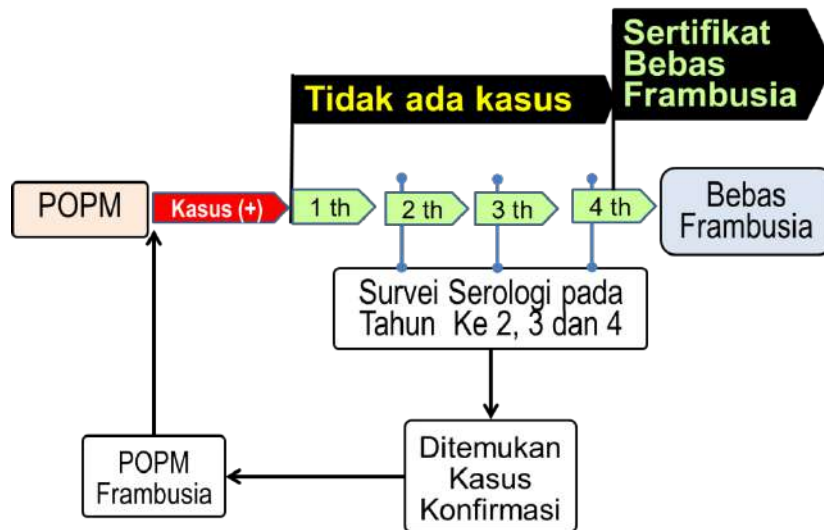 Sertifikat
Bebas
Frambusia
Tidak ada kasus
POPM
Kasus (+)
1 th
2 th
3 th
4 th
Bebas
Frambusia
Survei Serologi pada
Tahun Ke 2, 3 dan 4
POPM
Frambusia
Ditemukan
Kasus
Konfirmasi